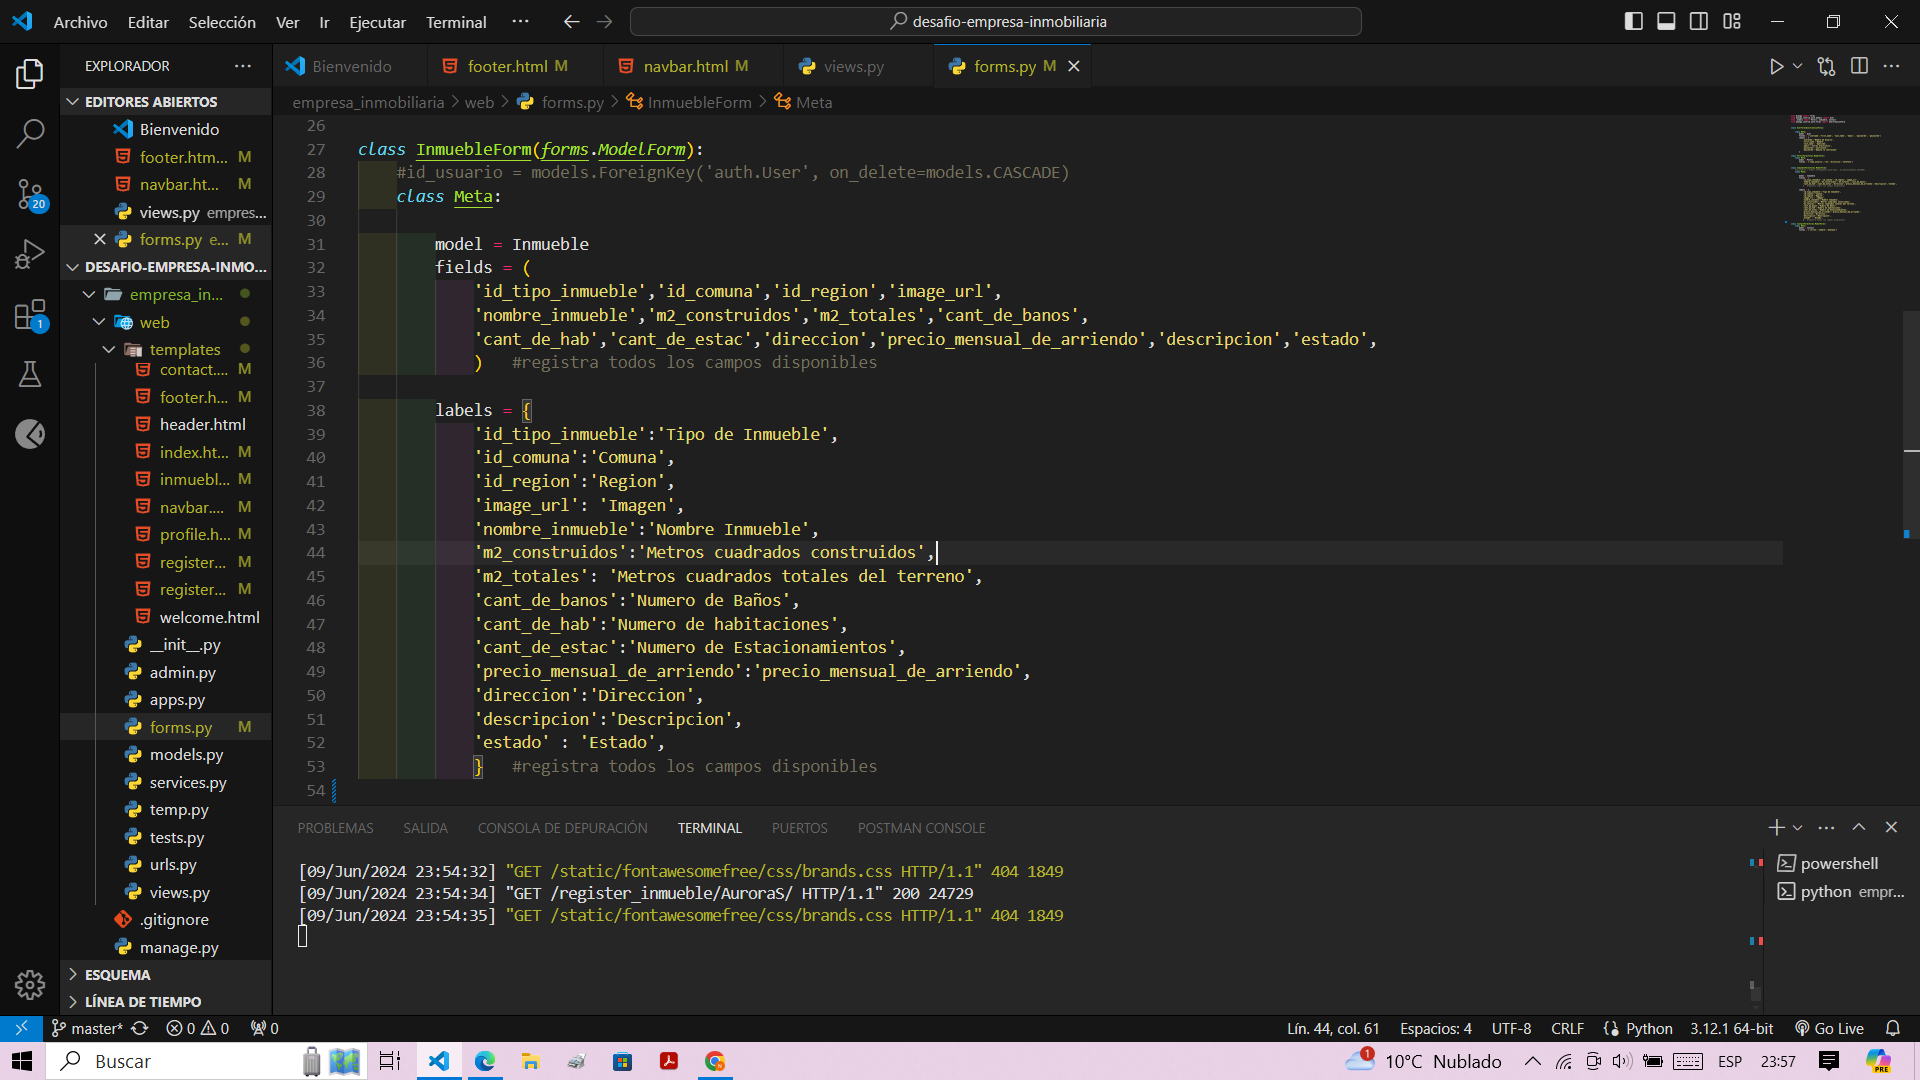 Archivo Editar Selección Ver Ir Ejecutar Terminal ··· desafio-empresa-inmobiliaria
EXPLORADOR ···
Bienvenido footer.html M navbar.html M views.py forms.py M
empresa_inmobiliaria > web > forms.py > InmuebleForm > Meta
EDITORES ABIERTOS
Bienvenido
footer.htm... M
navbar.ht... M
views.py empres...
forms.py e... M
DESAFIO-EMPRESA-INMO...
empresa_in...
web
templates
contact.... M
footer.h... M
header.html
index.ht... M
inmuebl... M
navbar.... M
profile.h... M
register... M
register... M
welcome.html
__init__.py
admin.py
apps.py
forms.py M
models.py
services.py
temp.py
tests.py
urls.py
views.py
.gitignore
manage.py
ESQUEMA
LÍNEA DE TIEMPO
20
1
26
27 class InmuebleForm(forms.ModelForm):
28 #id_usuario = models.ForeignKey('auth.User', on_delete=models.CASCADE)
29 class Meta:
30
31 model = Inmueble
32 fields = (
33 'id_tipo_inmueble','id_comuna','id_region','image_url',
34 'nombre_inmueble','m2_construidos','m2_totales','cant_de_banos',
35 'cant_de_hab','cant_de_estac','direccion','precio_mensual_de_arriendo','descripcion','estado',
36 ) #registra todos los campos disponibles
37
38 labels = {
39 'id_tipo_inmueble':'Tipo de Inmueble',
40 'id_comuna':'Comuna',
41 'id_region':'Region',
42 'image_url': 'Imagen',
43 'nombre_inmueble':'Nombre Inmueble',
44 'm2_construidos':'Metros cuadrados construidos',
45 'm2_totales': 'Metros cuadrados totales del terreno',
46 'cant_de_banos':'Numero de Baños',
47 'cant_de_hab':'Numero de habitaciones',
48 'cant_de_estac':'Numero de Estacionamientos',
49 'precio_mensual_de_arriendo':'precio_mensual_de_arriendo',
50 'direccion':'Direccion',
51 'descripcion':'Descripcion',
52 'estado' : 'Estado',
53 } #registra todos los campos disponibles
54
PROBLEMAS SALIDA CONSOLA DE DEPURACIÓN TERMINAL PUERTOS POSTMAN CONSOLE
[09/Jun/2024 23:54:32] "GET /static/fontawesomefree/css/brands.css HTTP/1.1" 404 1849
[09/Jun/2024 23:54:34] "GET /register_inmueble/AuroraS/ HTTP/1.1" 200 24729
[09/Jun/2024 23:54:35] "GET /static/fontawesomefree/css/brands.css HTTP/1.1" 404 1849
powershell
python empr...
master* 0 0 0 Lín. 44, col. 61 Espacios: 4 UTF-8 CRLF Python 3.12.1 64-bit Go Live
Buscar 1 10°C Nublado ESP 23:57 PRE